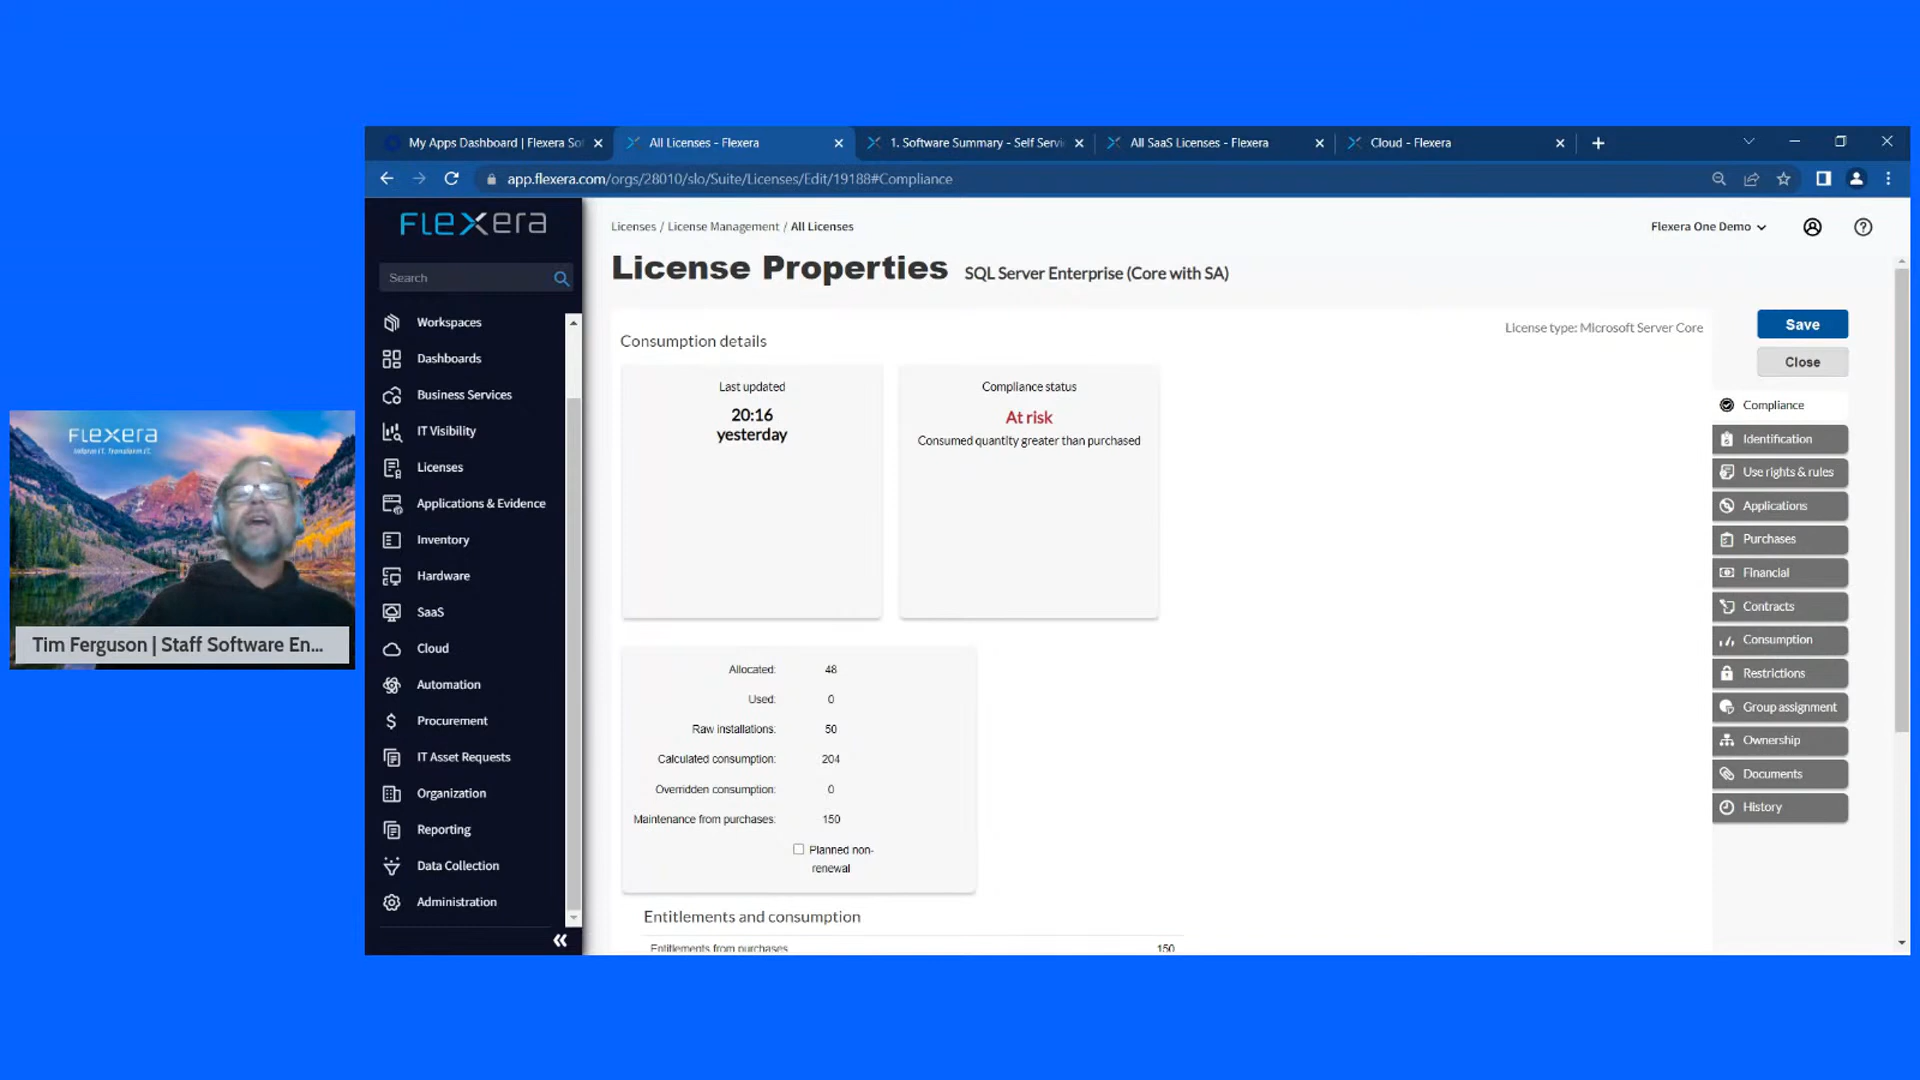 My Apps Dashboard | Flexera So
All Licenses - Flexera
1. Software Summary - Self Servi
All SaaS Licenses - Flexera
Cloud - Flexera
app.flexera.com/orgs/28010/slo/Suite/Licenses/Edit/19188#Compliance
FLEXera
Search
Workspaces
Dashboards
Business Services
IT Visibility
Licenses
Applications & Evidence
Inventory
Hardware
SaaS
Cloud
Automation
Procurement
IT Asset Requests
Organization
Reporting
Data Collection
Administration
Licenses / License Management / All Licenses
Flexera One Demo
License Properties SQL Server Enterprise (Core with SA)
License type: Microsoft Server Core
Consumption details
Last updated
20:16
yesterday
Compliance status
At risk
Consumed quantity greater than purchased
Allocated: 48
Used: 0
Raw installations: 50
Calculated consumption: 204
Overridden consumption: 0
Maintenance from purchases: 150
Planned non-
renewal
Entitlements and consumption
Entitlements from purchases 150
Save
Close
Compliance
Identification
Use rights & rules
Applications
Purchases
Financial
Contracts
Consumption
Restrictions
Group assignment
Ownership
Documents
History
FLEXera
Inform IT. Transform IT.
Tim Ferguson | Staff Software En...